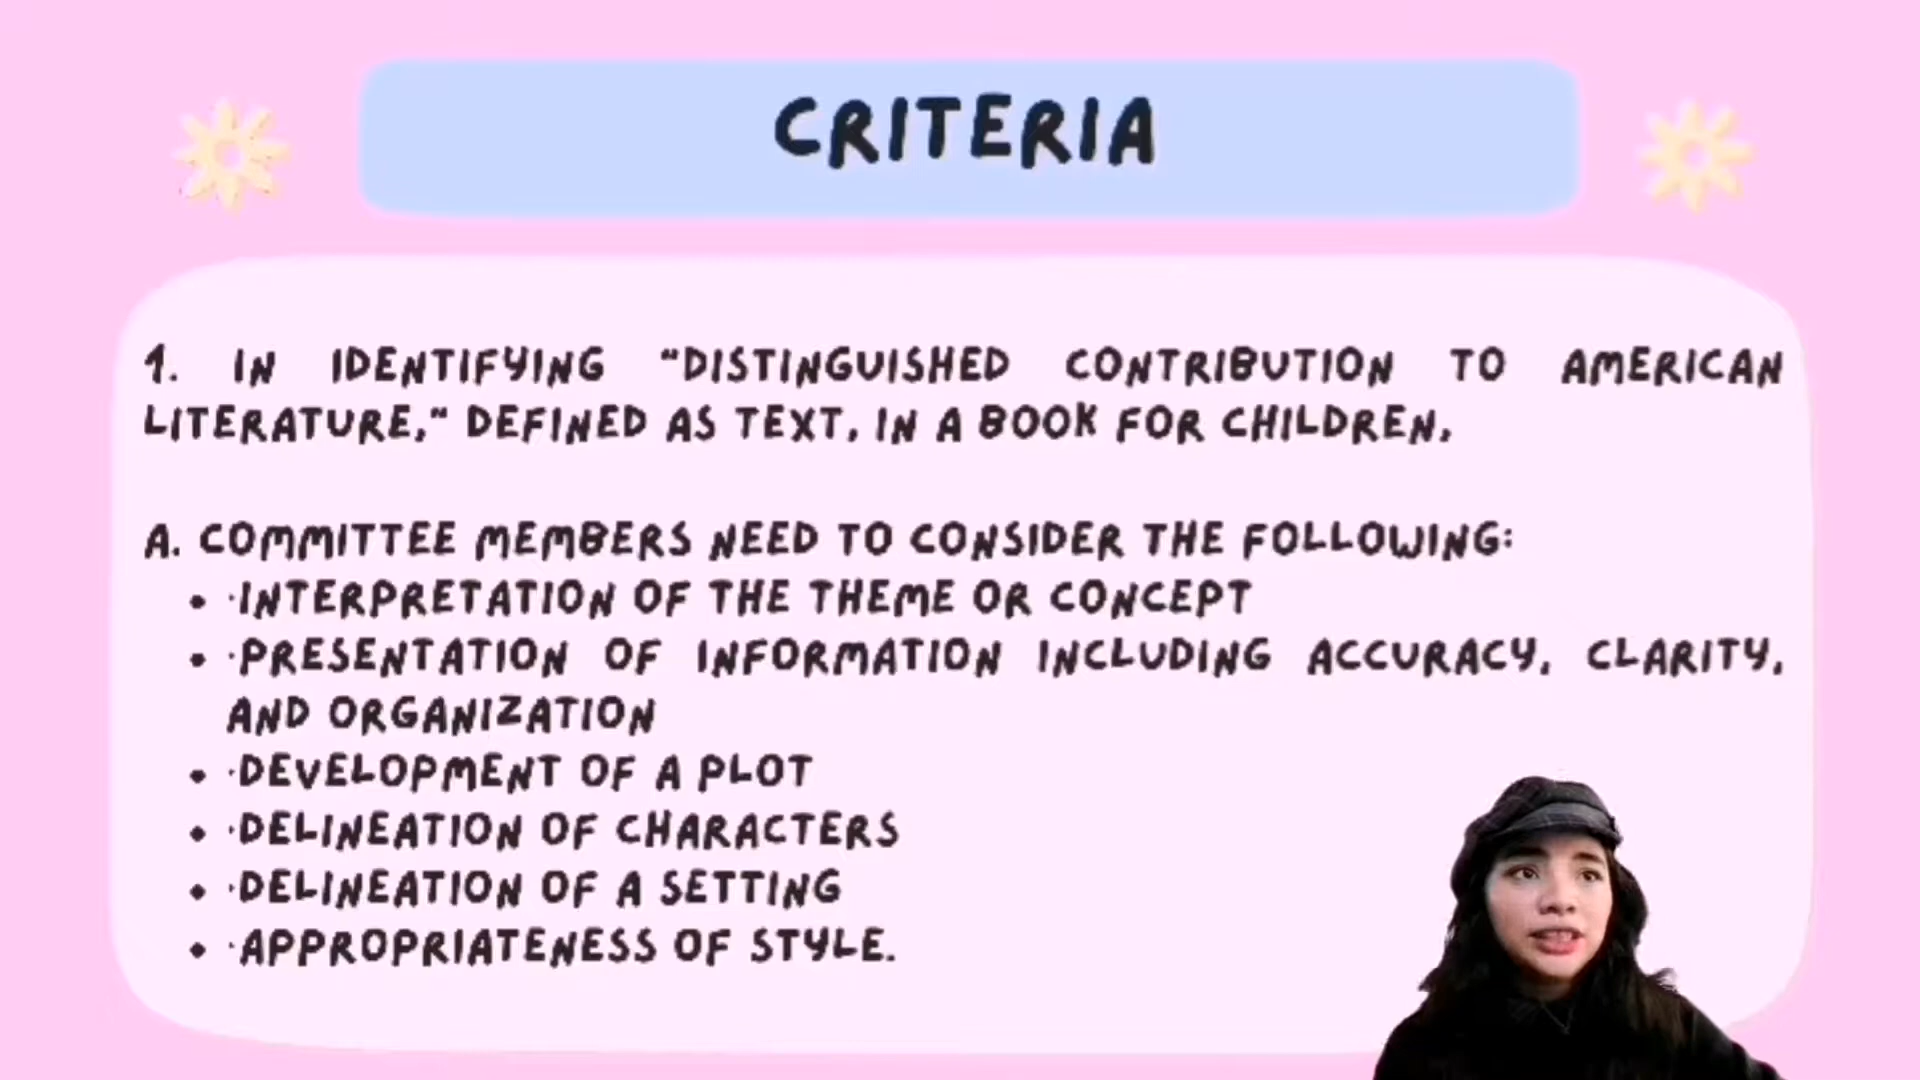 CRITERIA
1. IN IDENTIFYING “DISTINGUISHED CONTRIBUTION TO AMERICAN
LITERATURE,” DEFINED AS TEXT, IN A BOOK FOR CHILDREN,
A. COMMITTEE MEMBERS NEED TO CONSIDER THE FOLLOWING:
• ·INTERPRETATION OF THE THEME OR CONCEPT
• ·PRESENTATION OF INFORMATION INCLUDING ACCURACY, CLARITY,
AND ORGANIZATION
• ·DEVELOPMENT OF A PLOT
• ·DELINEATION OF CHARACTERS
• ·DELINEATION OF A SETTING
• ·APPROPRIATENESS OF STYLE.